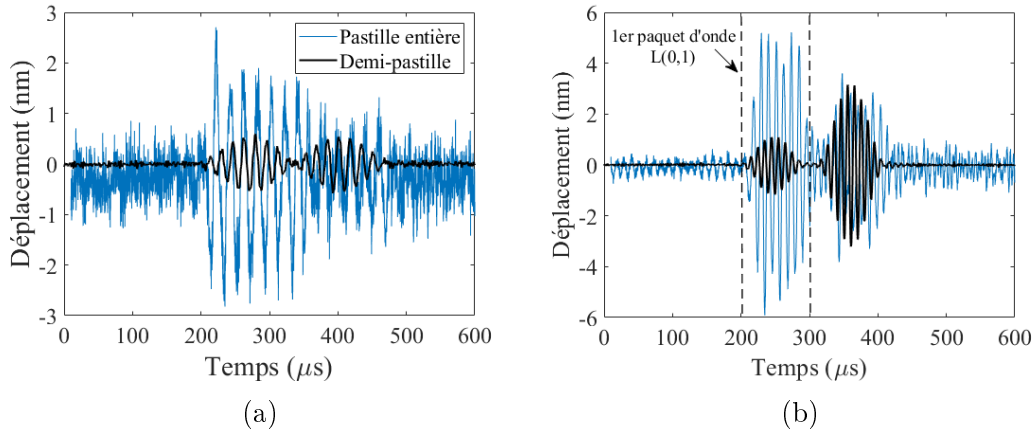 3
2
1
0
-1
-2
-3
Déplacement (nm)
0 100 200 300 400 500 600
Temps (μs)
Pastille entière
Demi-pastille
(a)
6
4
2
0
-2
-4
-6
Déplacement (nm)
0 100 200 300 400 500 600
Temps (μs)
1er paquet d'onde
L(0,1)
(b)